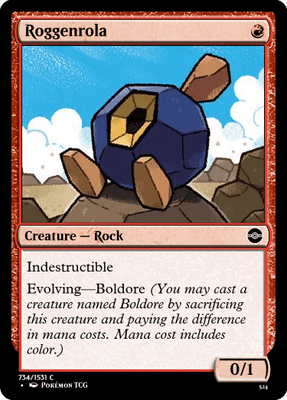 Roggenrola
Creature — Rock
Indestructible
Evolving—Boldore (You may cast a
creature named Boldore by sacrificing
this creature and paying the difference
in mana costs. Mana cost includes
color.)
0/1
734/1531 C
• Pokémon TCG
514